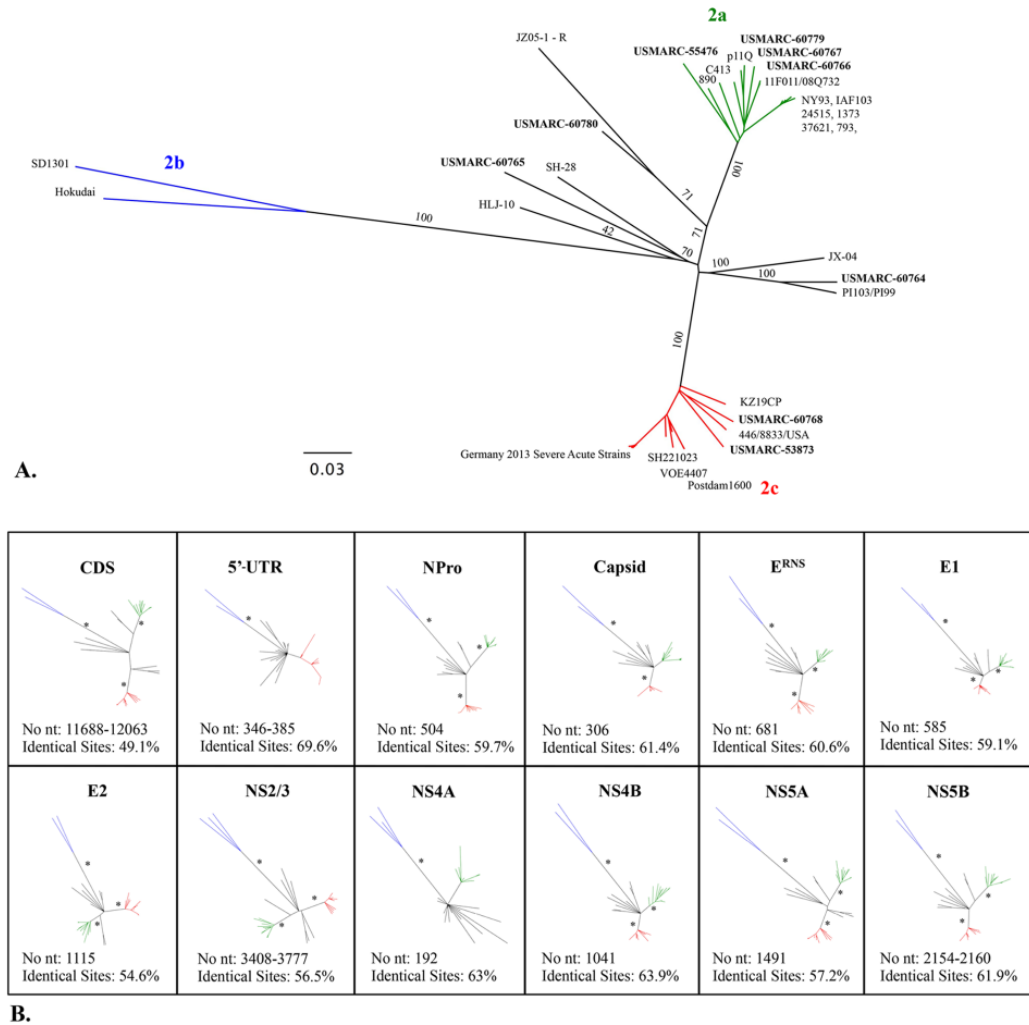 2a
JZ05-1 - R
USMARC-60779
p11Q
USMARC-60767
USMARC-55476
USMARC-60766
C413
11F011/08Q732
890
NY93, IAF103
24515, 1373
37621, 793,
USMARC-60780
2b
SD1301
USMARC-60765
SH-28
100
Hokudai
71
HLJ-10
100
42
71
70
JX-04
100
100
USMARC-60764
PI103/PI99
100
KZ19CP
USMARC-60768
446/8833/USA
USMARC-53873
Germany 2013 Severe Acute Strains
SH221023
VOE4407
Postdam1600
2c
A.
0.03
CDS
No nt: 11688-12063
Identical Sites: 49.1%
5'-UTR
No nt: 346-385
Identical Sites: 69.6%
NPro
No nt: 504
Identical Sites: 59.7%
Capsid
No nt: 306
Identical Sites: 61.4%
E^RNS
No nt: 681
Identical Sites: 60.6%
E1
No nt: 585
Identical Sites: 59.1%
E2
No nt: 1115
Identical Sites: 54.6%
NS2/3
No nt: 3408-3777
Identical Sites: 56.5%
NS4A
No nt: 192
Identical Sites: 63%
NS4B
No nt: 1041
Identical Sites: 63.9%
NS5A
No nt: 1491
Identical Sites: 57.2%
NS5B
No nt: 2154-2160
Identical Sites: 61.9%
B.